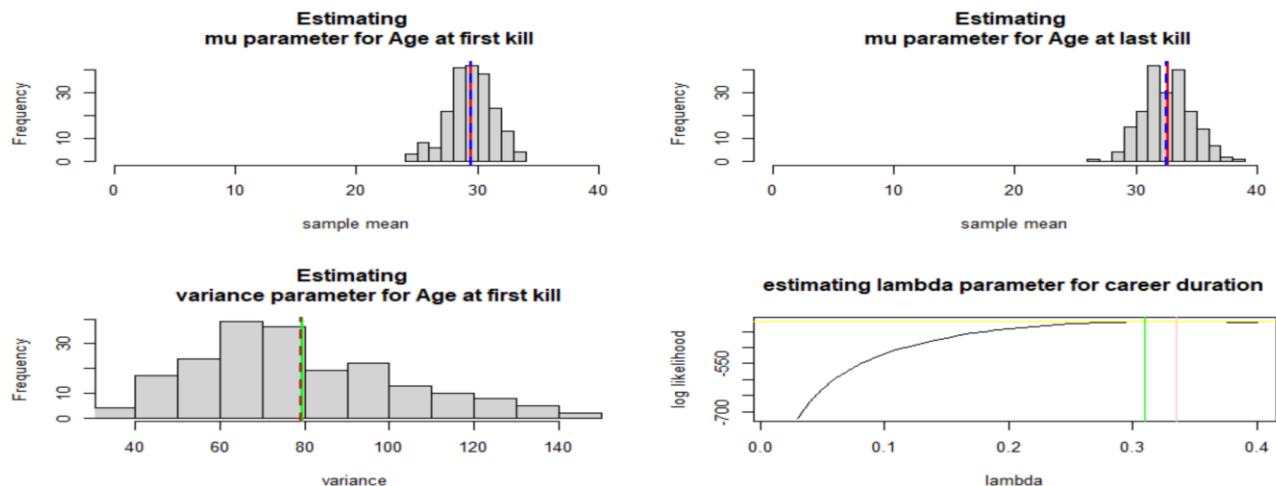 Estimating
mu parameter for Age at first kill
Frequency
0 10 30
0 10 20 30 40
sample mean
Estimating
mu parameter for Age at last kill
Frequency
0 10 30
0 10 20 30 40
sample mean
Estimating
variance parameter for Age at first kill
Frequency
0 10 30
40 60 80 100 120 140
variance
estimating lambda parameter for career duration
log likelihood
-700 -550
0.0 0.1 0.2 0.3 0.4
lambda